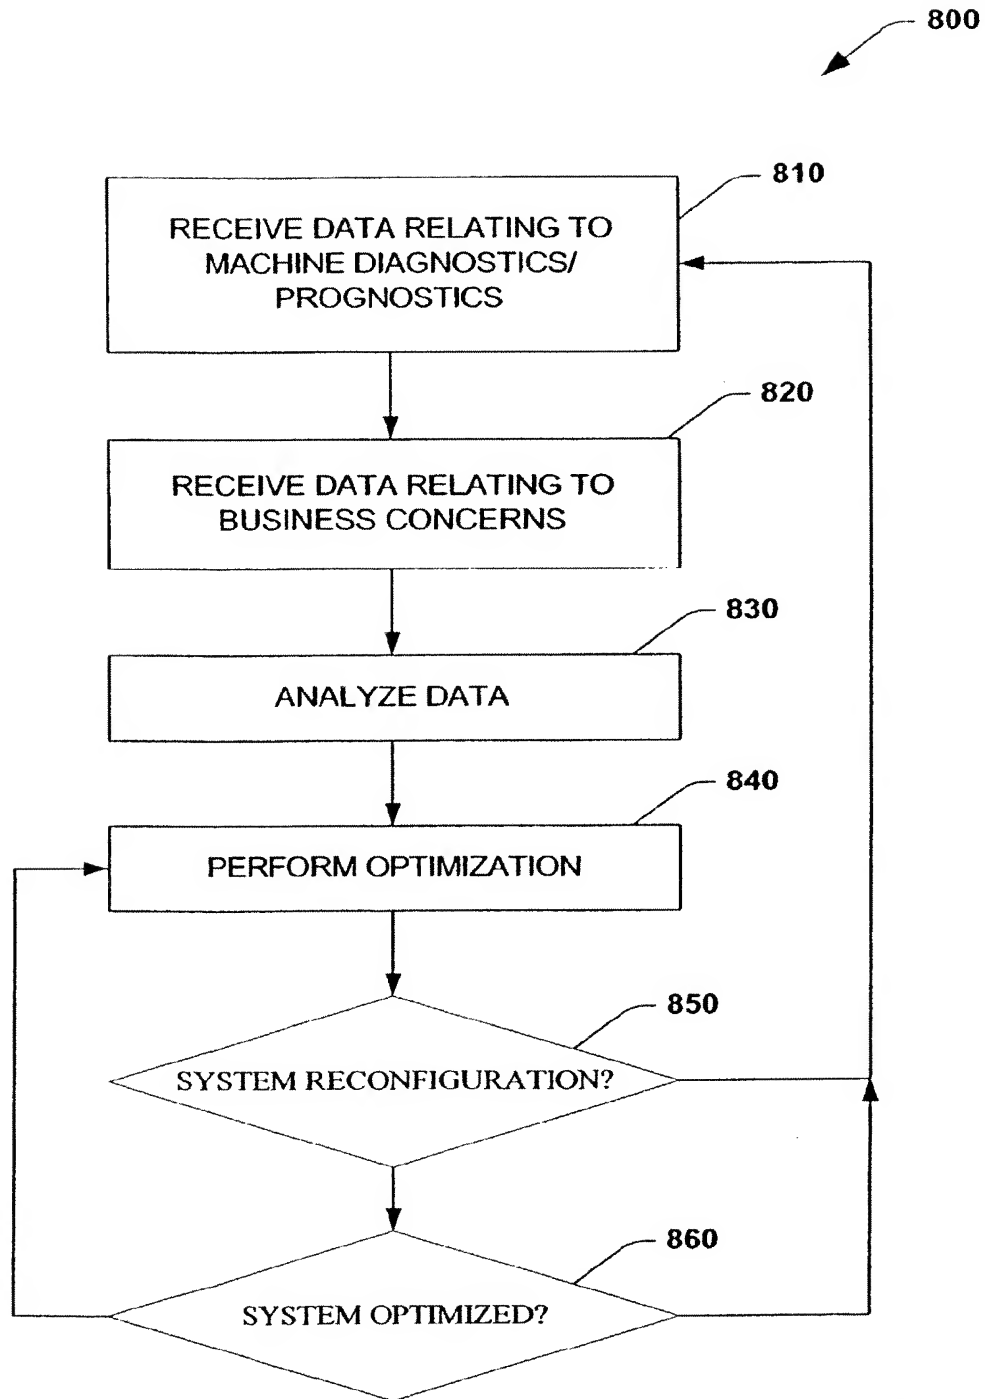 800
810
RECEIVE DATA RELATING TO
MACHINE DIAGNOSTICS/
PROGNOSTICS
820
RECEIVE DATA RELATING TO
BUSINESS CONCERNS
830
ANALYZE DATA
840
PERFORM OPTIMIZATION
850
SYSTEM RECONFIGURATION?
860
SYSTEM OPTIMIZED?